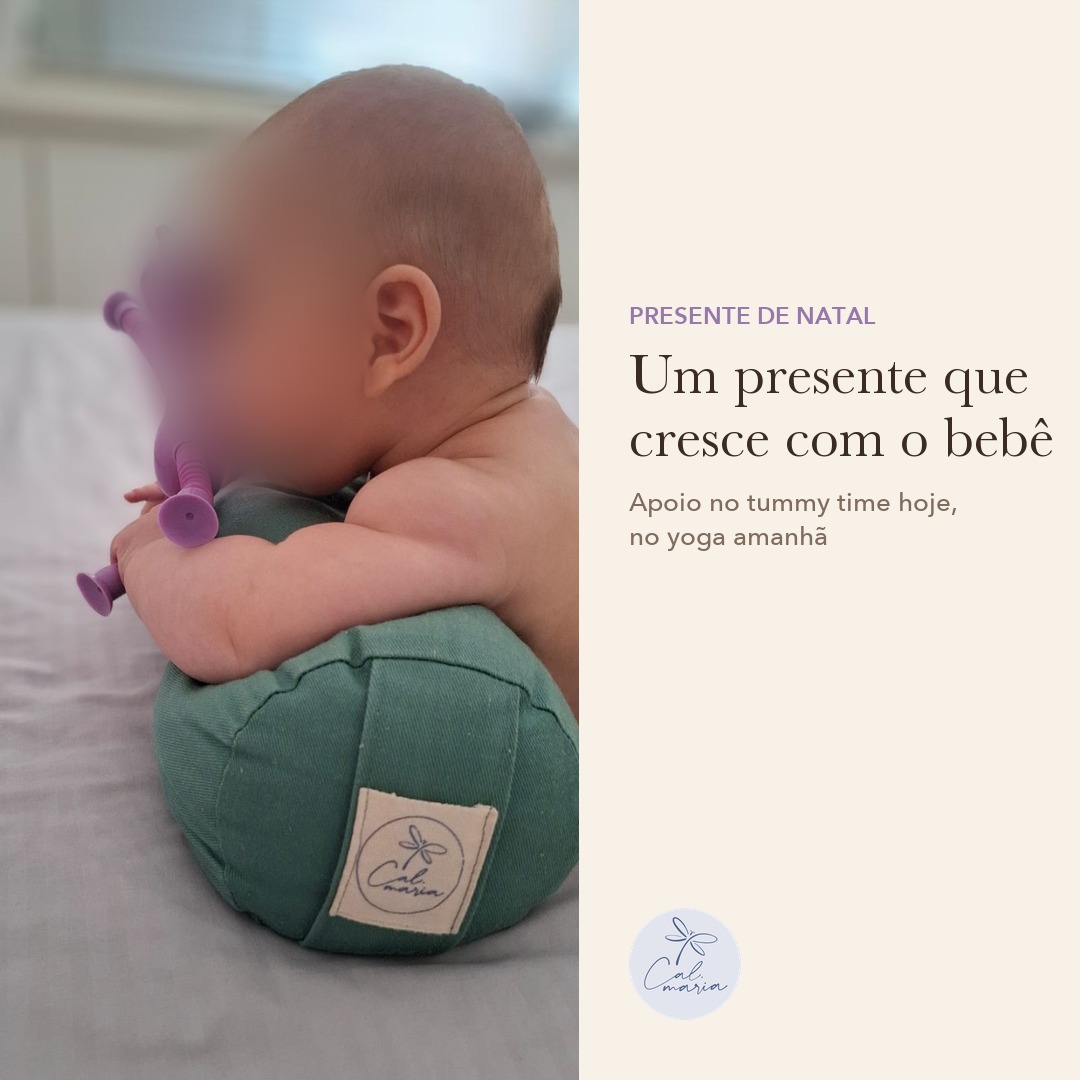 PRESENTE DE NATAL
Um presente que
cresce com o bebê
Apoio no tummy time hoje,
no yoga amanhã
Cal.
maria
Cal.
maria